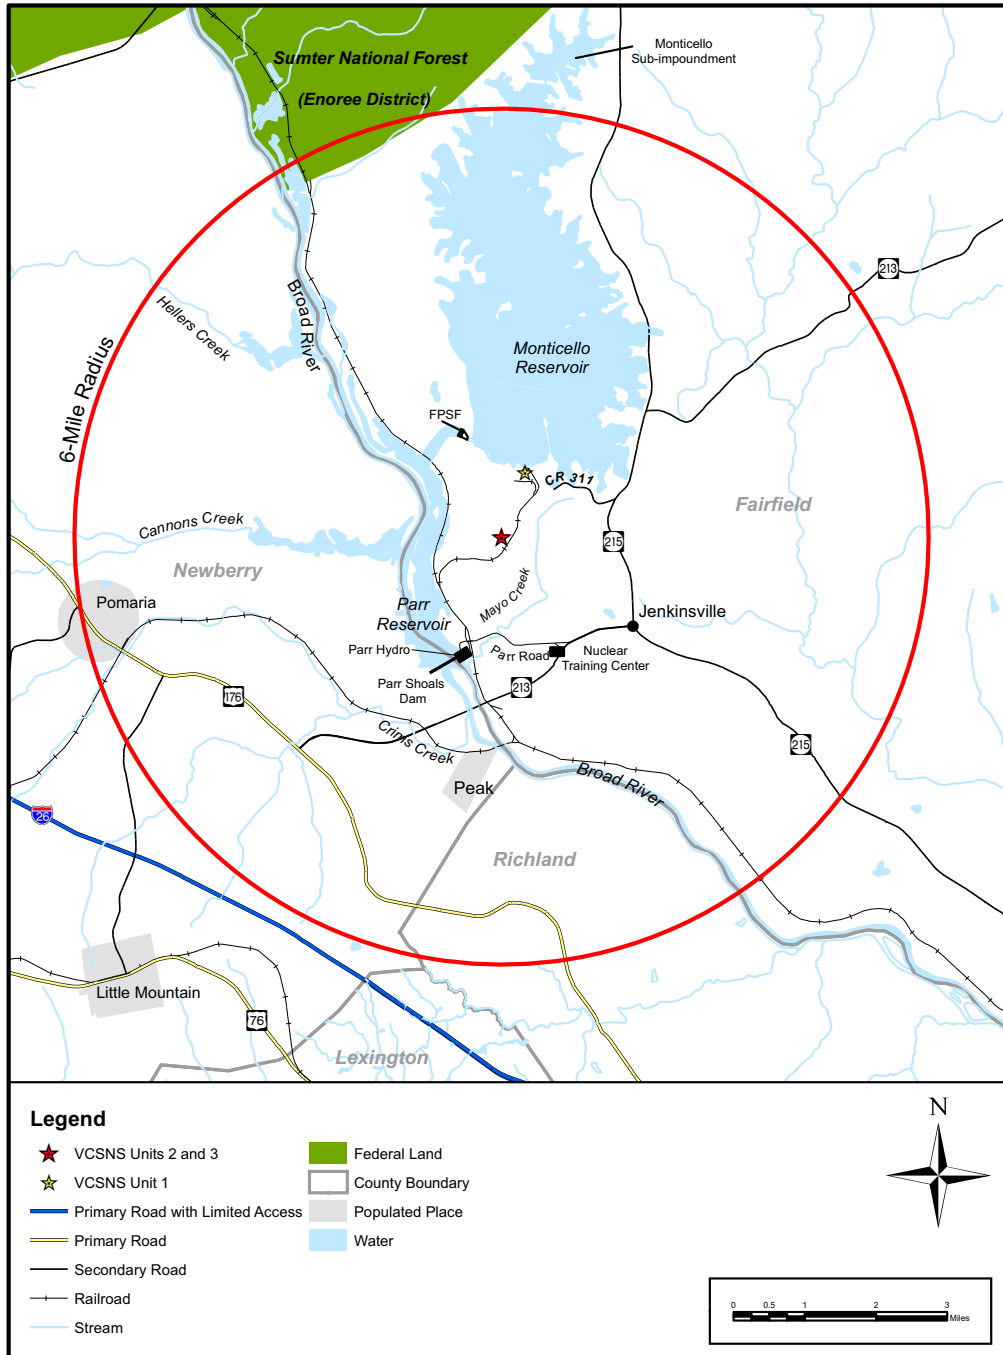 Sumter National Forest
(Enoree District)
Monticello
Sub-impoundment
213
Hellers Creek
Broad River
6-Mile Radius
Monticello
Reservoir
FPSF
CR 311
Fairfield
Cannons Creek
215
Newberry
Pomaria
Mayo Creek
Parr
Reservoir
Jenkinsville
Parr Hydro
Parr Road
Nuclear
Training Center
Parr Shoals
Dam
213
176
Crims Creek
215
Peak
Broad River
26
Richland
Little Mountain
76
Lexington
Legend
VCSNS Units 2 and 3
VCSNS Unit 1
Primary Road with Limited Access
Primary Road
Secondary Road
Railroad
Stream
Federal Land
County Boundary
Populated Place
Water
N
0 0.5 1 2 3
Miles